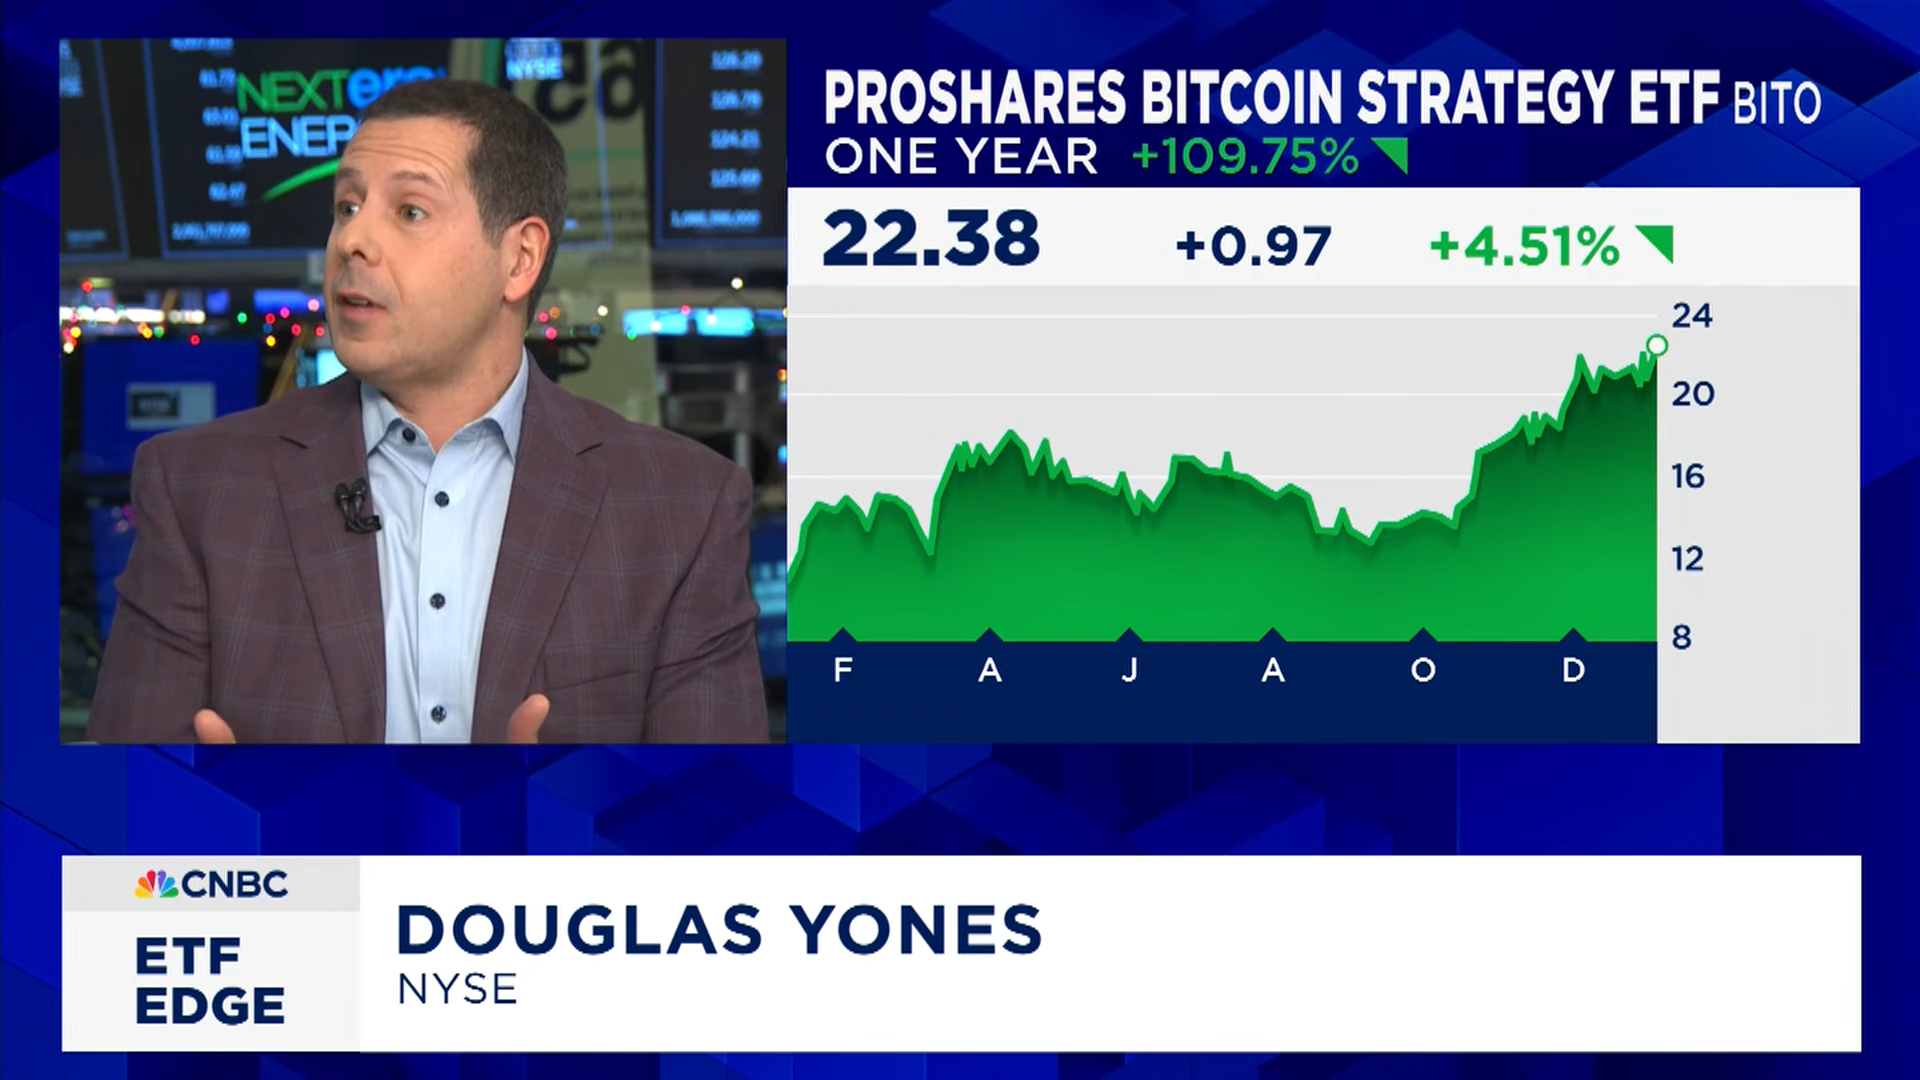 NEXTera
ENER
NYSE
PROSHARES BITCOIN STRATEGY ETF BITO
ONE YEAR +109.75%
22.38 +0.97 +4.51%
24
20
16
12
8
F A J A O D
CNBC
ETF
EDGE
DOUGLAS YONES
NYSE